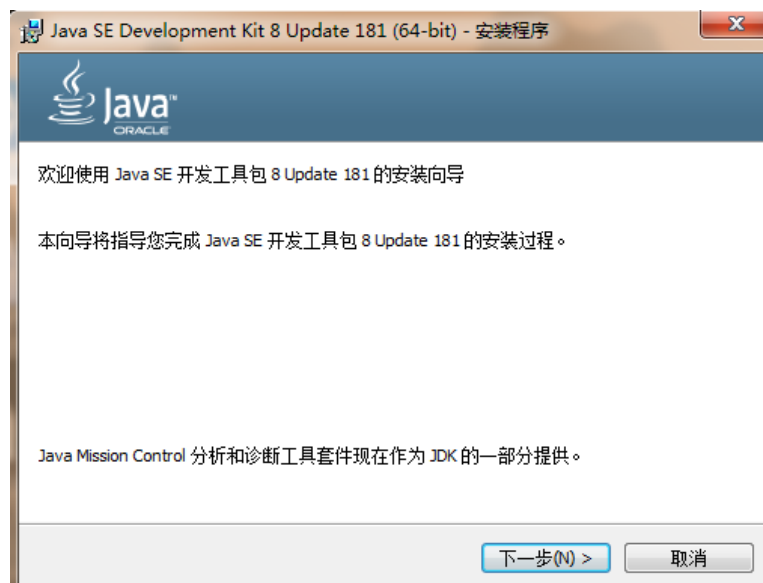 Java SE Development Kit 8 Update 181 (64-bit) - 安装程序
Java™
ORACLE
欢迎使用 Java SE 开发工具包 8 Update 181 的安装向导
本向导将指导您完成 Java SE 开发工具包 8 Update 181 的安装过程。
Java Mission Control 分析和诊断工具套件现在作为 JDK 的一部分提供。
下一步(N) >
取消